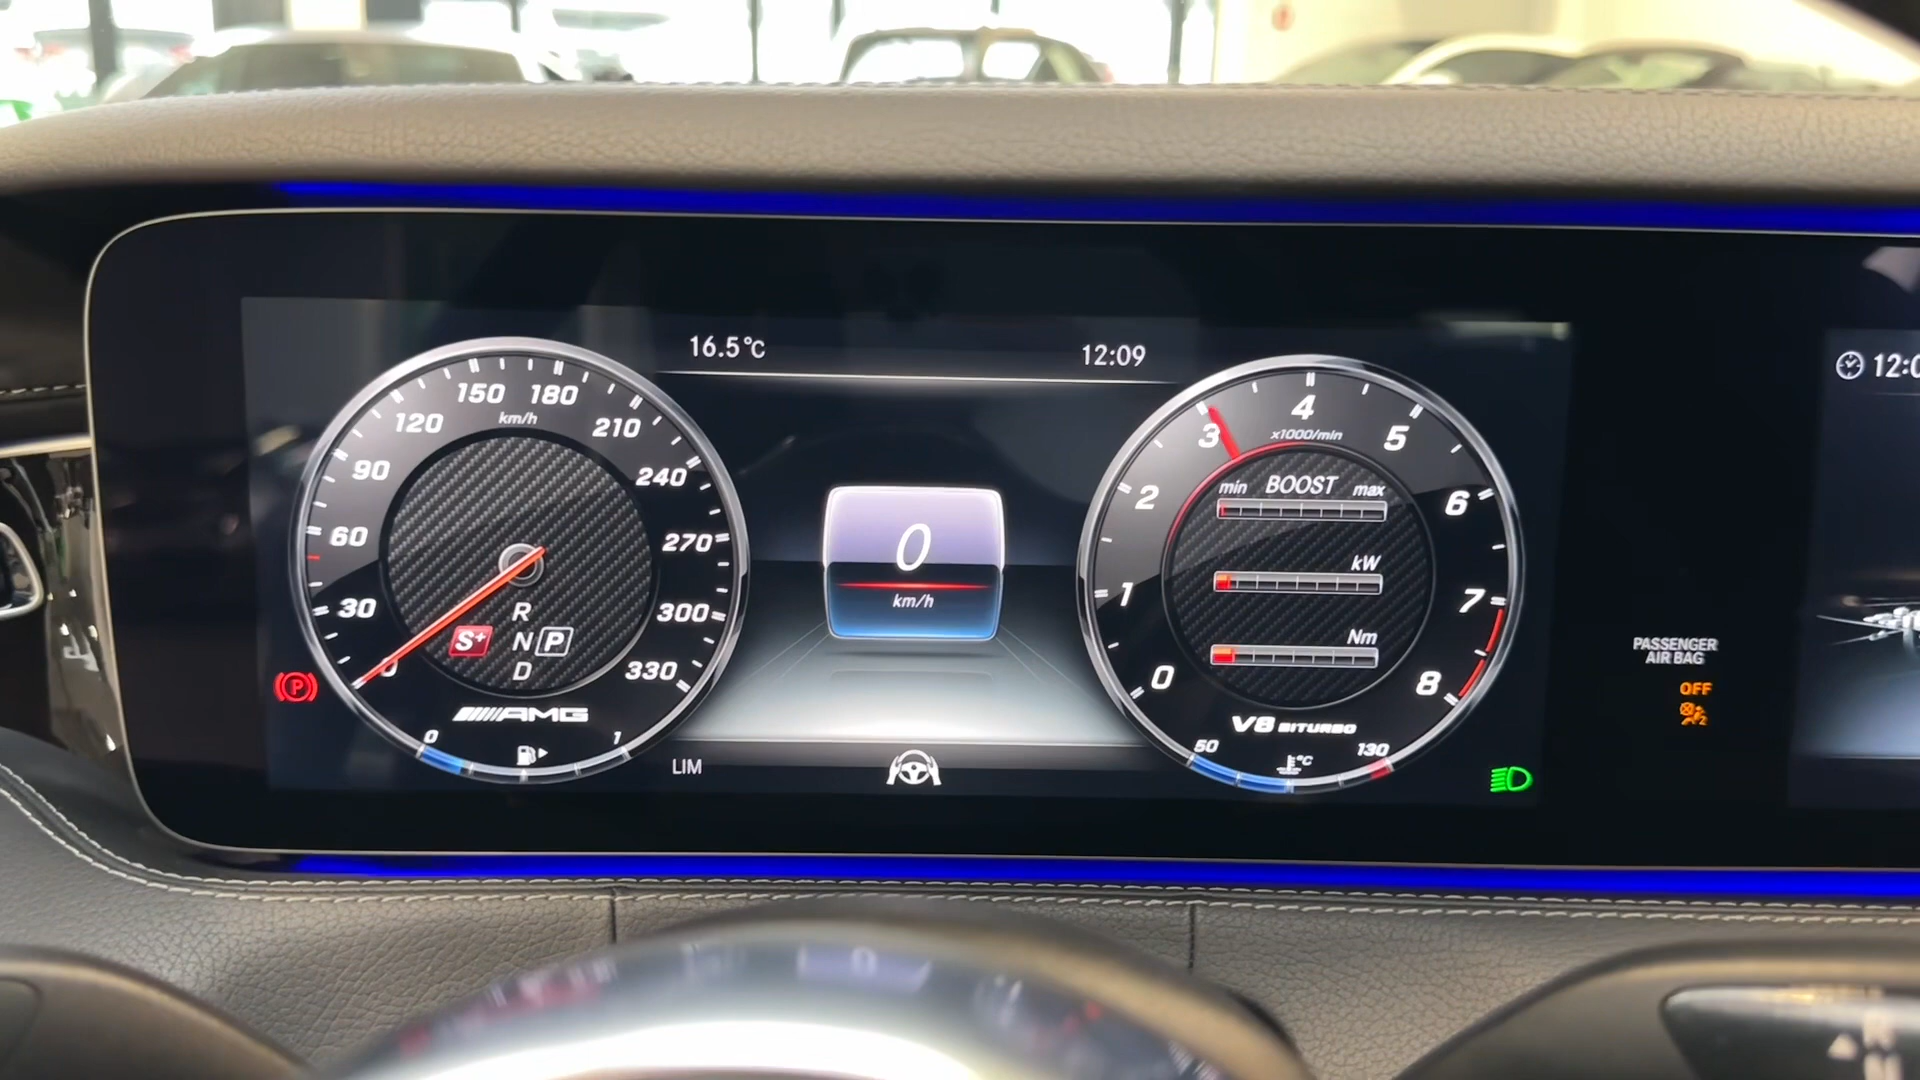 16.5°C
12:09
12:0
km/h
0
30
60
90
120
150
180
210
240
270
300
330
R
S+
N
P
D
AMG
0
1
LIM
P
0
km/h
x1000/min
0
1
2
3
4
5
6
7
8
min BOOST max
kW
Nm
V8 BITURBO
50
°C
130
PASSENGER
AIR BAG
OFF
2